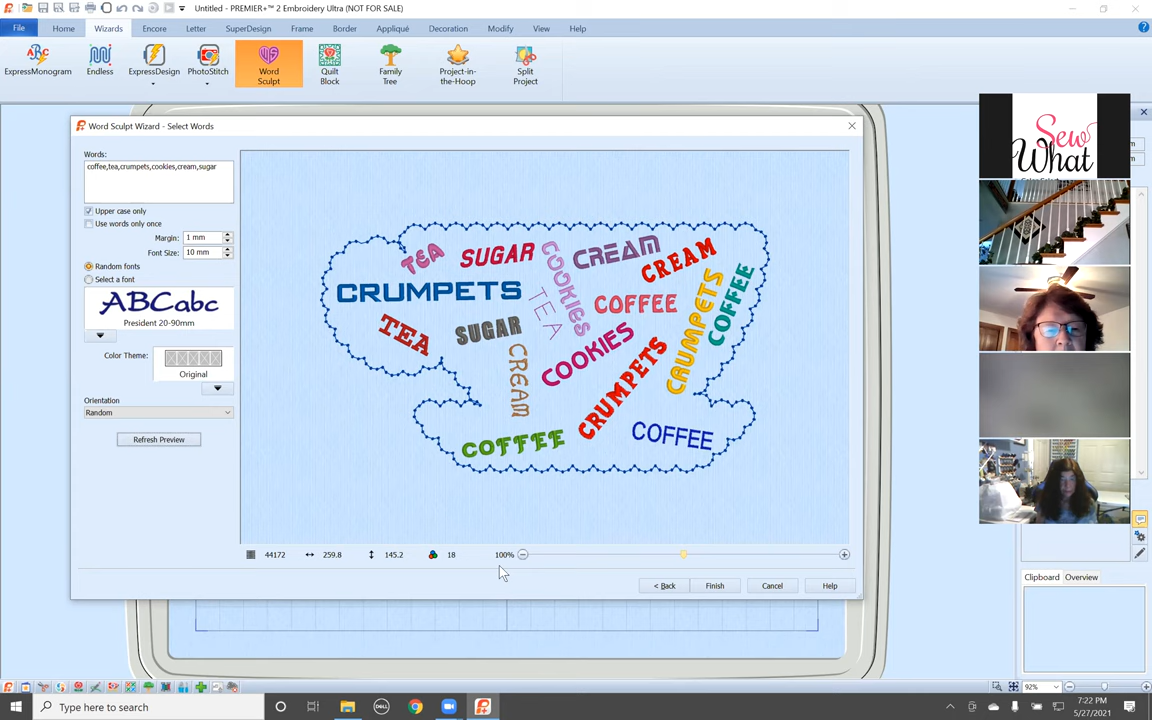 Untitled - PREMIER+™ 2 Embroidery Ultra (NOT FOR SALE)
File Home Wizards Encore Letter SuperDesign Frame Border Appliqué Decoration Modify View Help
ExpressMonogram Endless ExpressDesign PhotoStitch Word Sculpt Quilt Block Family Tree Project-in-the-Hoop Split Project
Word Sculpt Wizard - Select Words
Words:
coffee,tea,crumpets,cookies,cream,sugar
Upper case only
Use words only once
Margin: 1 mm
Font Size: 10 mm
Random fonts
Select a font
ABCabc
President 20-90mm
Color Theme:
Original
Orientation
Random
Refresh Preview
TEA SUGAR COOKIES CREAM CREAM
CRUMPETS TEA COFFEE CRUMPETS COFFEE
TEA SUGAR COOKIES
CREAM CRUMPETS
COFFEE COFFEE
44172 259.8 145.2 18 100%
< Back Finish Cancel Help
Sew
What
Clipboard Overview
92%
Type here to search
DELL
7:22 PM
5/27/2021